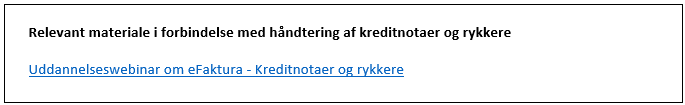 Relevant materiale i forbindelse med håndtering af kreditnotaer og rykkere
Uddannelseswebinar om eFaktura - Kreditnotaer og rykkere